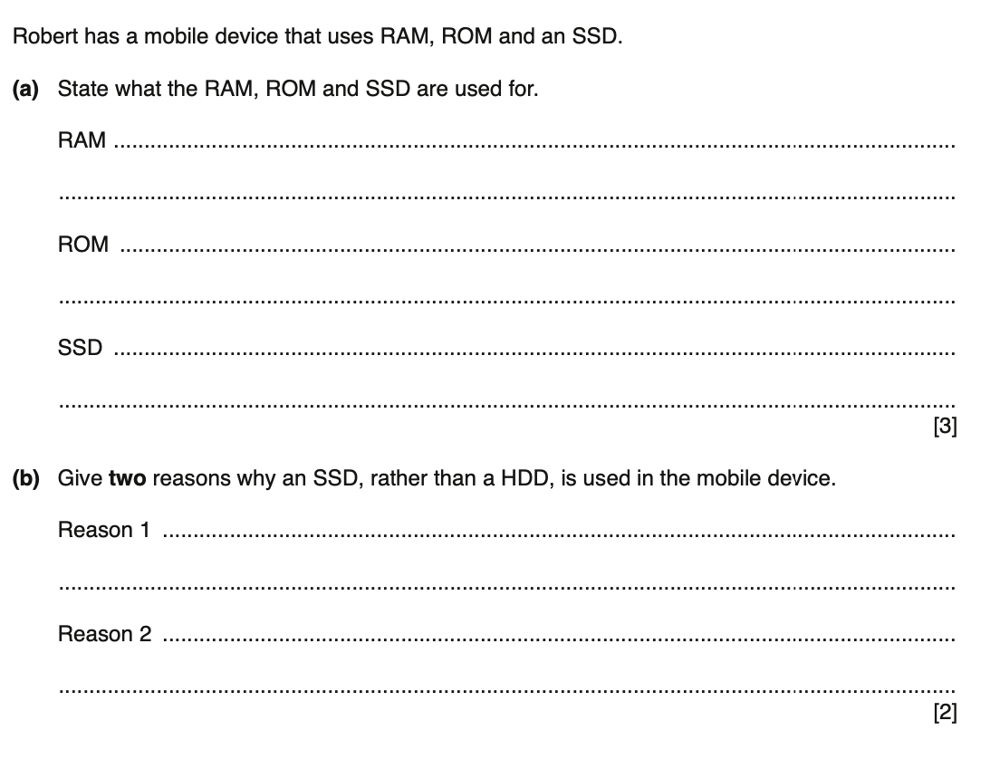 Robert has a mobile device that uses RAM, ROM and an SSD.
(a) State what the RAM, ROM and SSD are used for.
RAM ..........................................................................................................................................
...................................................................................................................................................
ROM .........................................................................................................................................
...................................................................................................................................................
SSD ..........................................................................................................................................
...................................................................................................................................................
[3]
(b) Give two reasons why an SSD, rather than a HDD, is used in the mobile device.
Reason 1 ..................................................................................................................................
...................................................................................................................................................
Reason 2 ..................................................................................................................................
...................................................................................................................................................
[2]